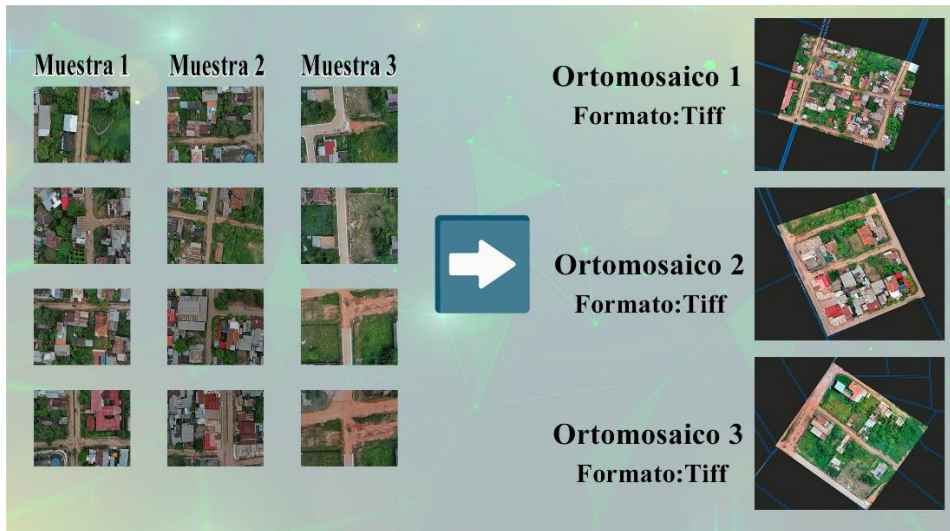 Muestra 1
Muestra 2
Muestra 3
Ortomosaico 1
Formato:Tiff
Ortomosaico 2
Formato:Tiff
Ortomosaico 3
Formato:Tiff